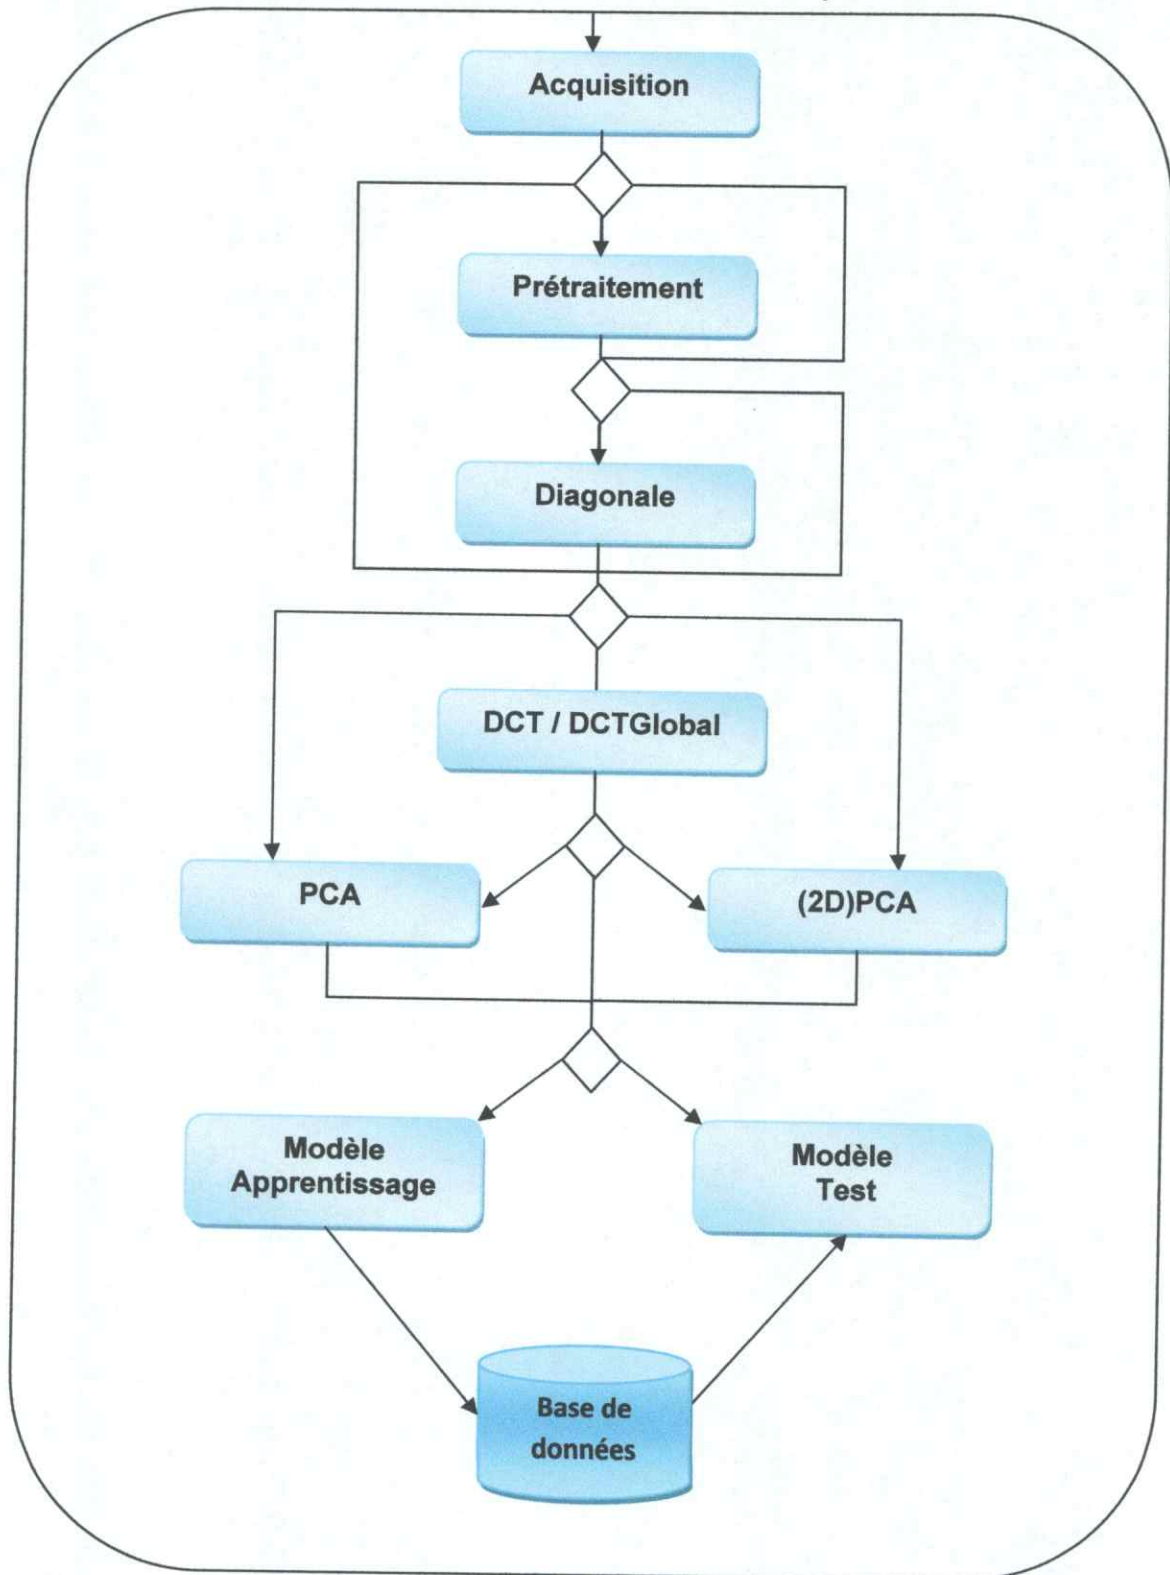 Acquisition
Prétraitement
Diagonale
DCT / DCTGlobal
PCA
(2D)PCA
Modèle
Apprentissage
Modèle
Test
Base de
données